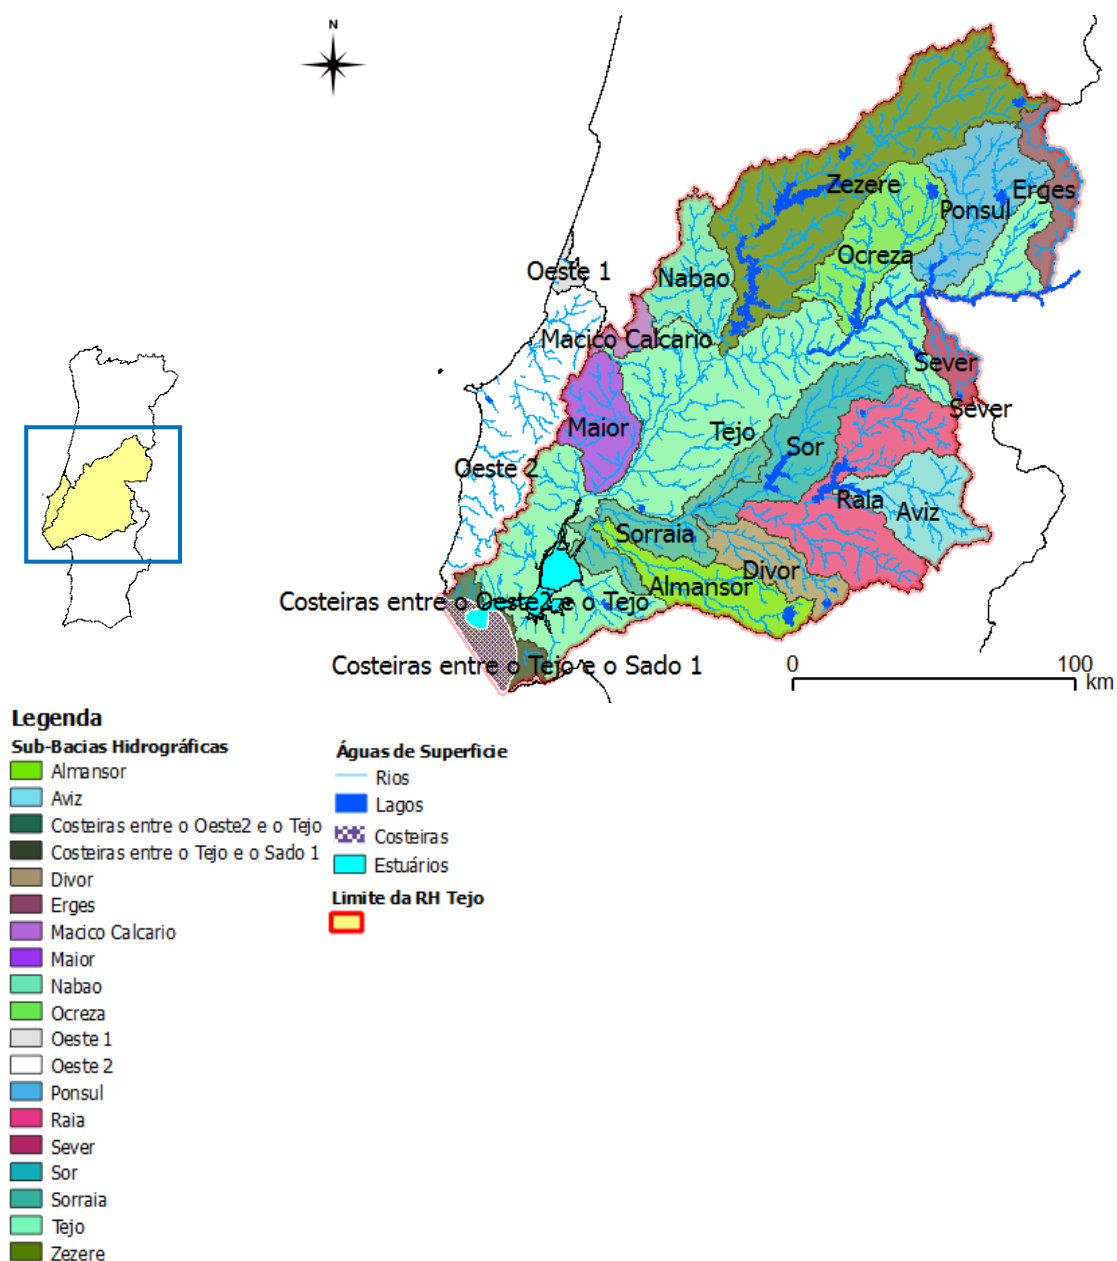 N
Zezere
Erges
Ponsul
Ocreza
Oeste 1
Nabao
Macico Calcario
Sever
Sever
Maior
Tejo
Sor
Oeste 2
Raia
Aviz
Sorraia
Divor
Almansor
Costeiras entre o Oeste2 e o Tejo
Costeiras entre o Tejo e o Sado 1
0 100
km
Legenda
Sub-Bacias Hidrográficas
Almansor
Aviz
Costeiras entre o Oeste2 e o Tejo
Costeiras entre o Tejo e o Sado 1
Divor
Erges
Macico Calcario
Maior
Nabao
Ocreza
Oeste 1
Oeste 2
Ponsul
Raia
Sever
Sor
Sorraia
Tejo
Zezere
Águas de Superficie
Rios
Lagos
Costeiras
Estuários
Limite da RH Tejo